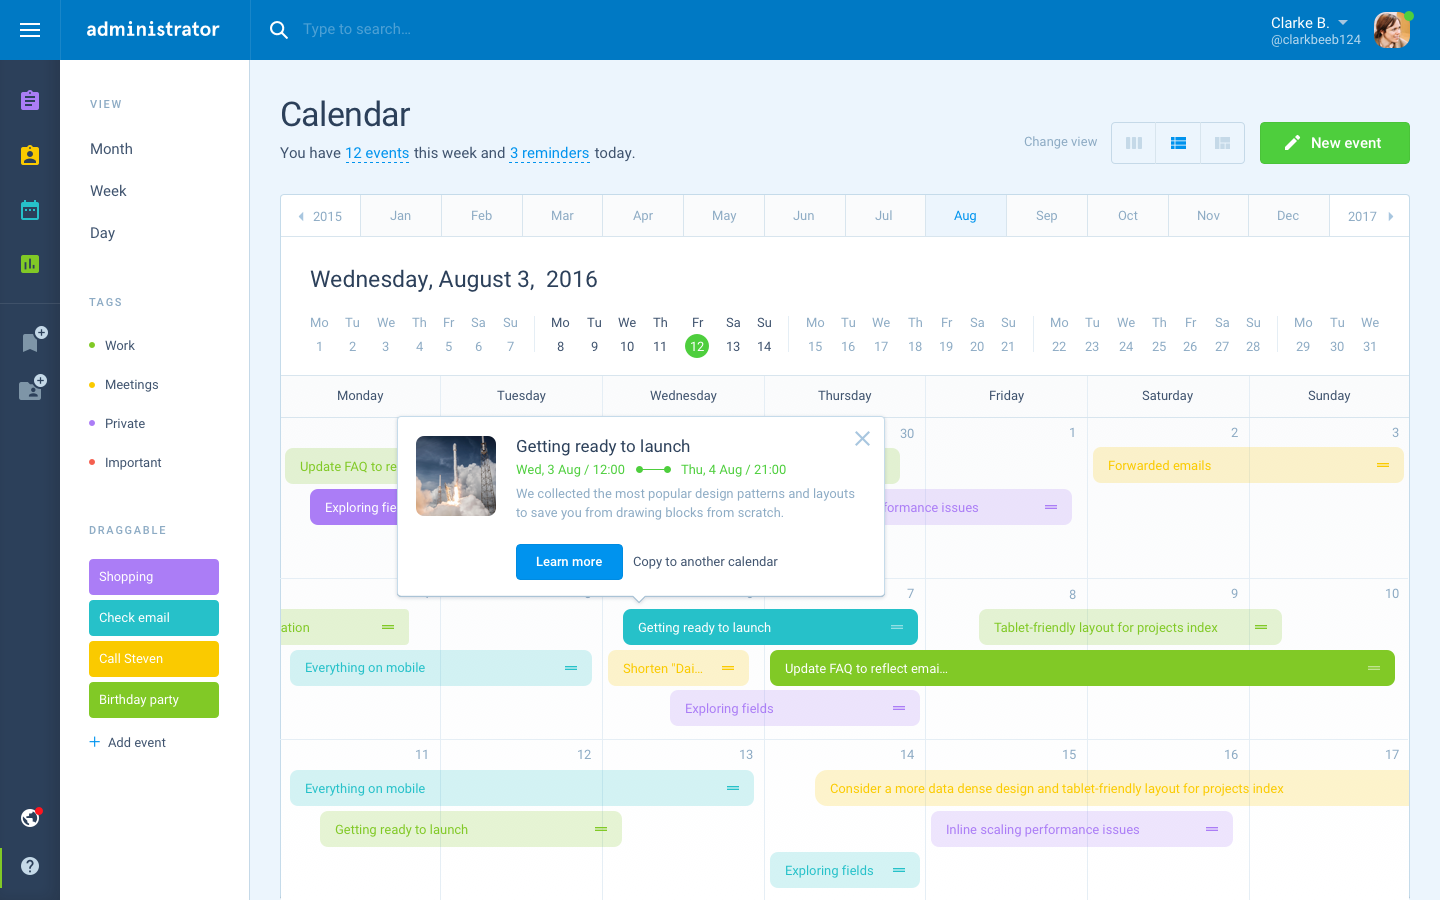 administrator
Type to search...
Clarke B.
@clarkbeeb124
VIEW
Month
Week
Day
TAGS
Work
Meetings
Private
Important
DRAGGABLE
Shopping
Check email
Call Steven
Birthday party
Add event
Calendar
You have 12 events this week and 3 reminders today.
Change view
New event
2015 Jan Feb Mar Apr May Jun Jul Aug Sep Oct Nov Dec 2017
Wednesday, August 3, 2016
Mo Tu We Th Fr Sa Su Mo Tu We Th Fr Sa Su Mo Tu We Th Fr Sa Su Mo Tu We Th Fr Sa Su Mo Tu We
1 2 3 4 5 6 7 8 9 10 11 12 13 14 15 16 17 18 19 20 21 22 23 24 25 26 27 28 29 30 31
Monday Tuesday Wednesday Thursday Friday Saturday Sunday
30 1 2 3
Update FAQ to re
Forwarded emails
Exploring fie
formance issues
Getting ready to launch
Wed, 3 Aug / 12:00 Thu, 4 Aug / 21:00
We collected the most popular design patterns and layouts
to save you from drawing blocks from scratch.
Learn more
Copy to another calendar
7 8 9 10
ation
Getting ready to launch
Tablet-friendly layout for projects index
Everything on mobile
Shorten "Dai...
Update FAQ to reflect emai...
Exploring fields
11 12 13 14 15 16 17
Everything on mobile
Consider a more data dense design and tablet-friendly layout for projects index
Getting ready to launch
Inline scaling performance issues
Exploring fields